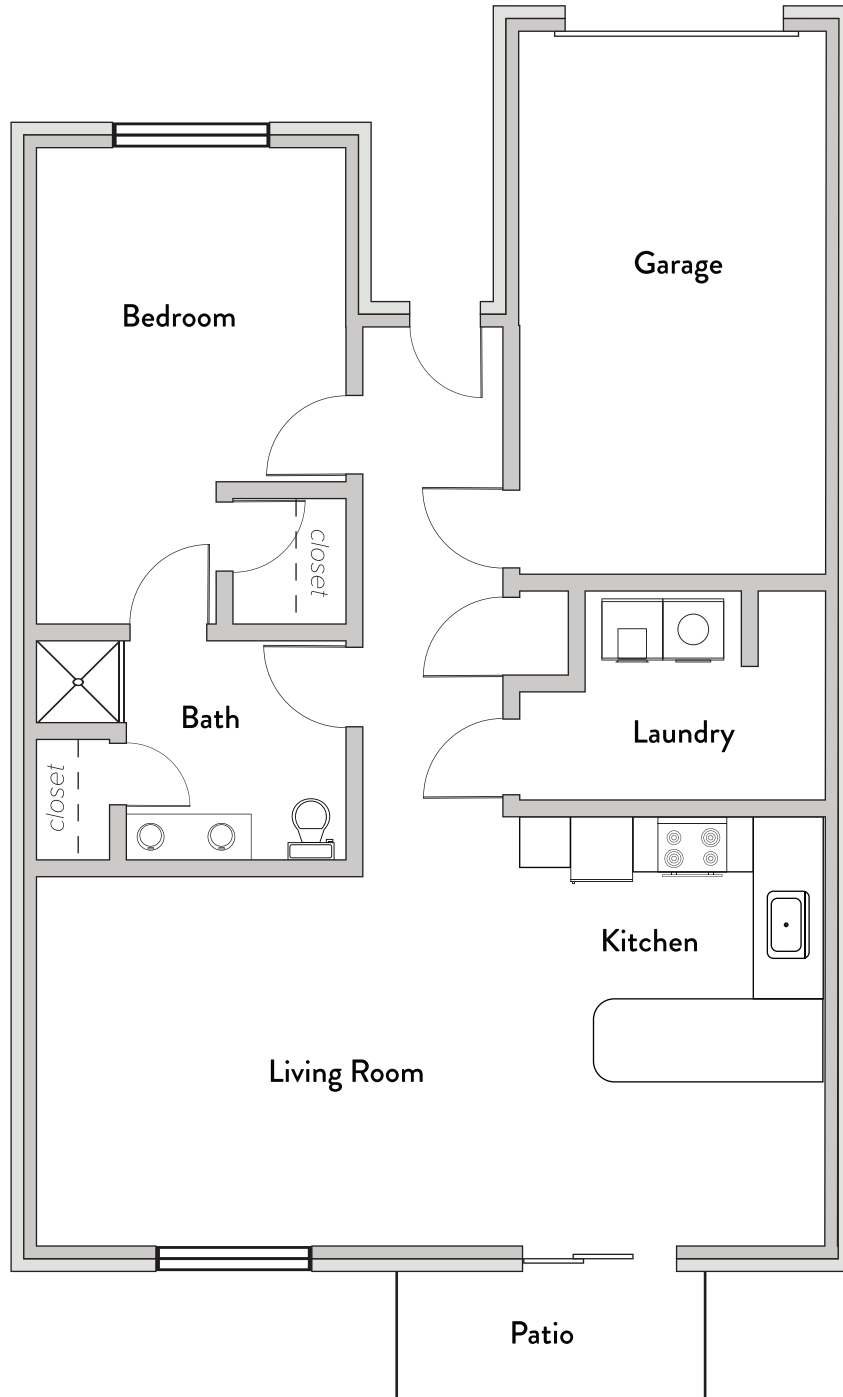 Garage
Bedroom
closet
Bath
Laundry
closet
Kitchen
Living Room
Patio